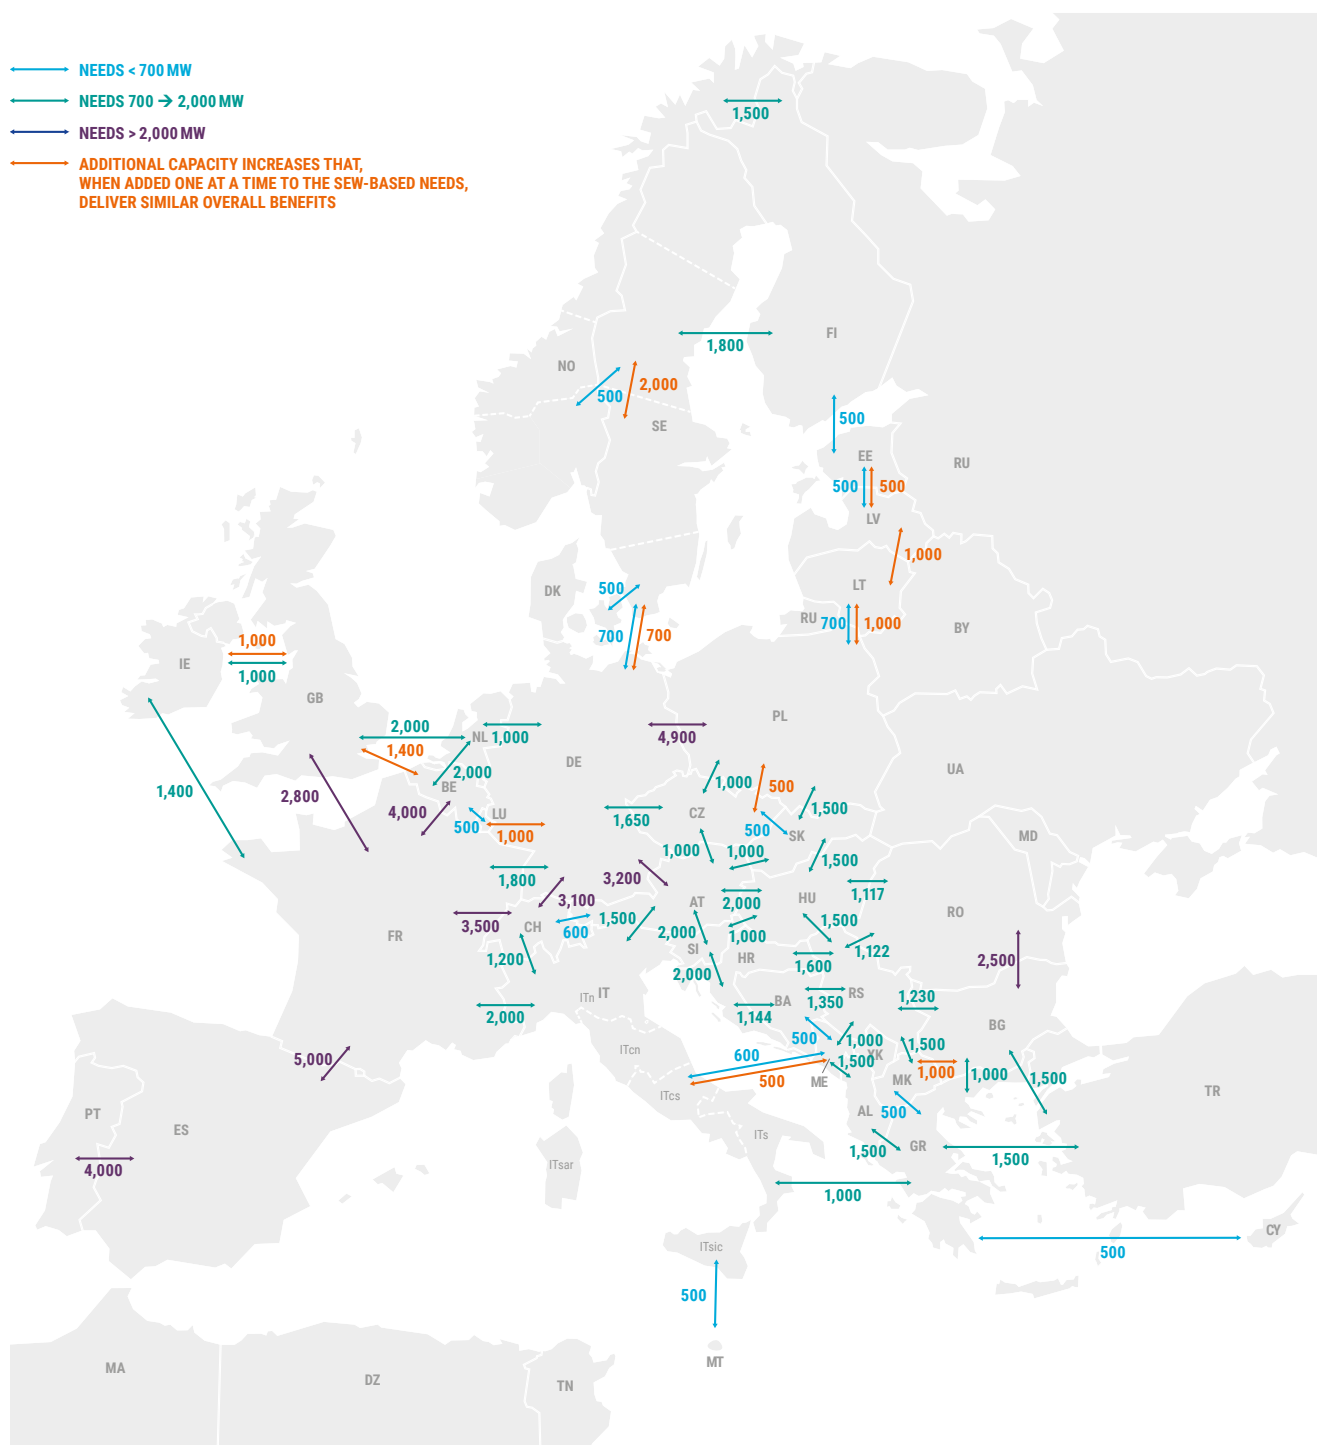 NEEDS < 700 MW
NEEDS 700 → 2,000 MW
NEEDS > 2,000 MW
ADDITIONAL CAPACITY INCREASES THAT,
WHEN ADDED ONE AT A TIME TO THE SEW-BASED NEEDS,
DELIVER SIMILAR OVERALL BENEFITS
1,500
FI
1,800
NO
2,000
500
SE
500
EE
RU
500
500
LV
1,000
LT
500
DK
RU
700
1,000
BY
700
700
1,000
IE
1,000
GB
PL
2,000
NL
1,000
4,900
1,400
DE
UA
2,000
1,000
500
BE
1,400
2,800
4,000
LU
1,650
CZ
1,500
500
1,000
500
SK
MD
1,000
1,000
1,500
1,800
3,200
1,117
3,100
AT
2,000
HU
RO
3,500
CH
600
1,500
2,000
1,000
1,500
FR
SI
HR
1,122
1,200
2,000
1,600
2,500
ITn
IT
BA
RS
1,230
2,000
1,144
1,350
BG
500
1,000
1,500
ITcn
600
XK
5,000
1,500
1,000
1,000
1,500
500
ME
MK
TR
ITcs
PT
AL
500
ES
ITs
1,500
GR
1,500
4,000
ITsar
1,000
CY
ITsic
500
500
MT
MA
DZ
TN